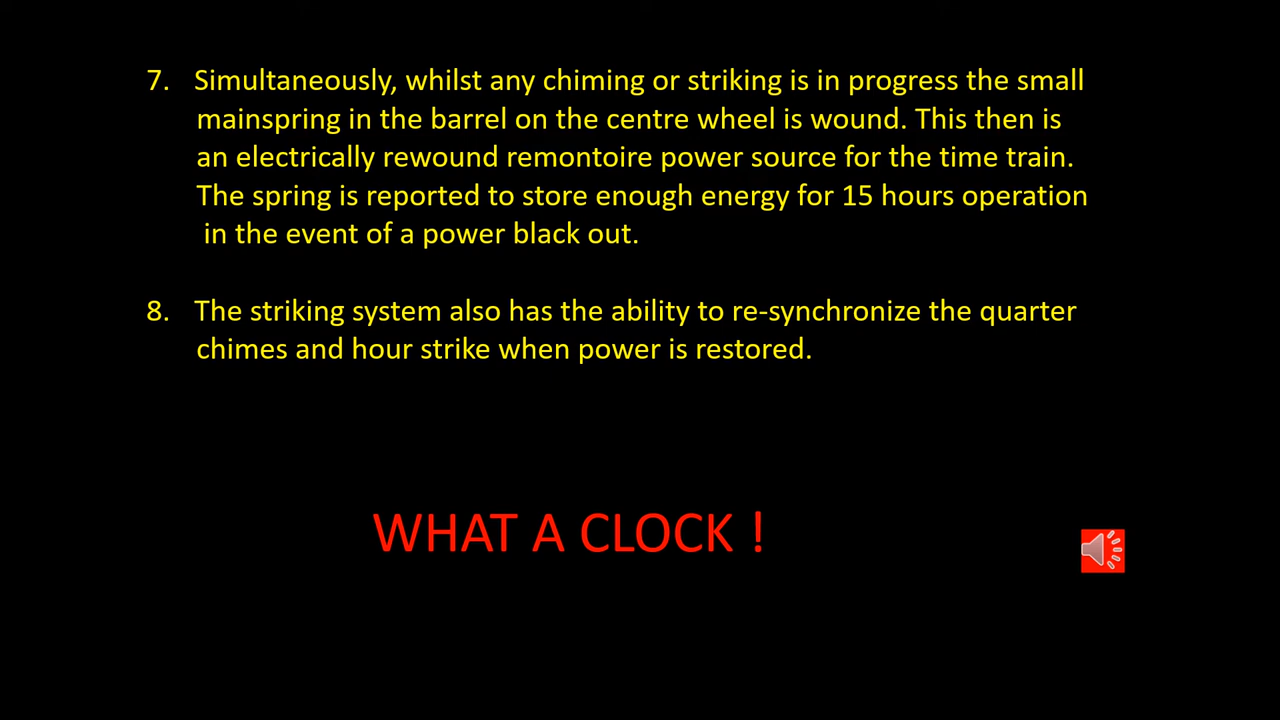 7. Simultaneously, whilst any chiming or striking is in progress the small
mainspring in the barrel on the centre wheel is wound. This then is
an electrically rewound remontoire power source for the time train.
The spring is reported to store enough energy for 15 hours operation
in the event of a power black out.
8. The striking system also has the ability to re-synchronize the quarter
chimes and hour strike when power is restored.
WHAT A CLOCK !